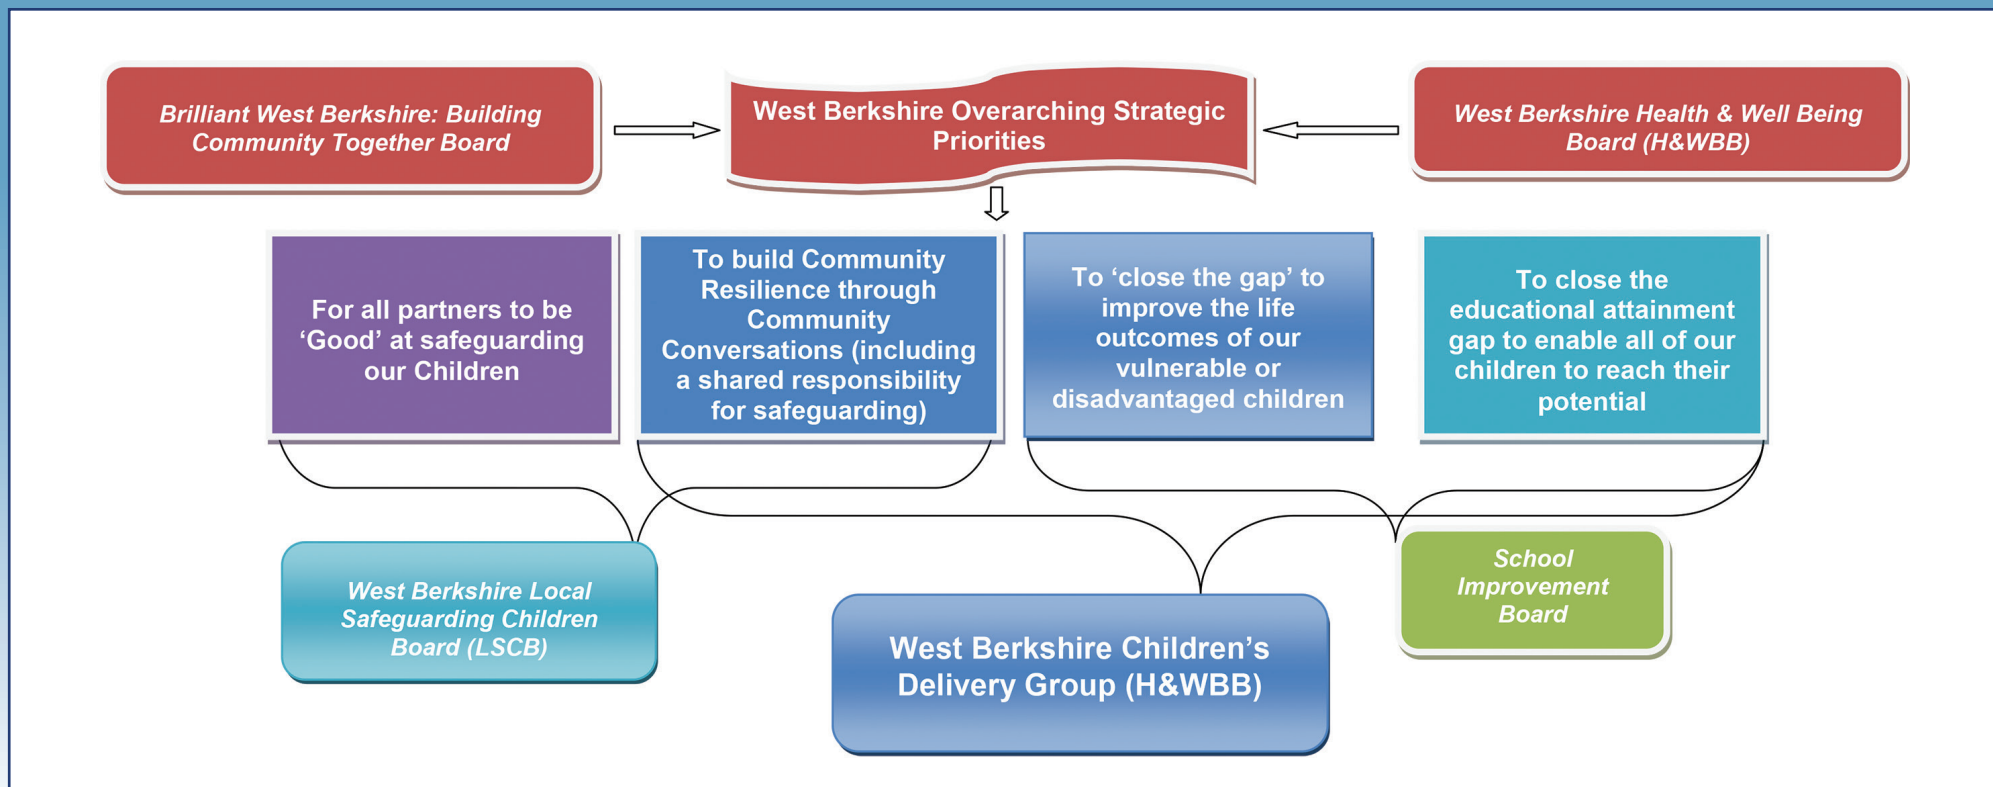 Brilliant West Berkshire: Building
Community Together Board
West Berkshire Overarching Strategic
Priorities
West Berkshire Health & Well Being
Board (H&WBB)
For all partners to be
‘Good’ at safeguarding
our Children
To build Community
Resilience through
Community
Conversations (including
a shared responsibility
for safeguarding)
To ‘close the gap’ to
improve the life
outcomes of our
vulnerable or
disadvantaged children
To close the
educational attainment
gap to enable all of our
children to reach their
potential
West Berkshire Local
Safeguarding Children
Board (LSCB)
West Berkshire Children’s
Delivery Group (H&WBB)
School
Improvement
Board